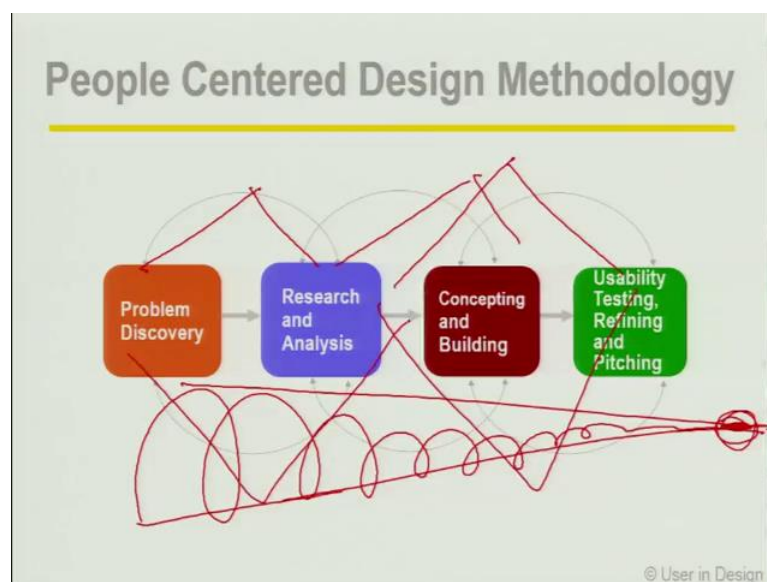 People Centered Design Methodology
Problem
Discovery
Research
and
Analysis
Concepting
and
Building
Usability
Testing,
Refining
and
Pitching
© User in Design